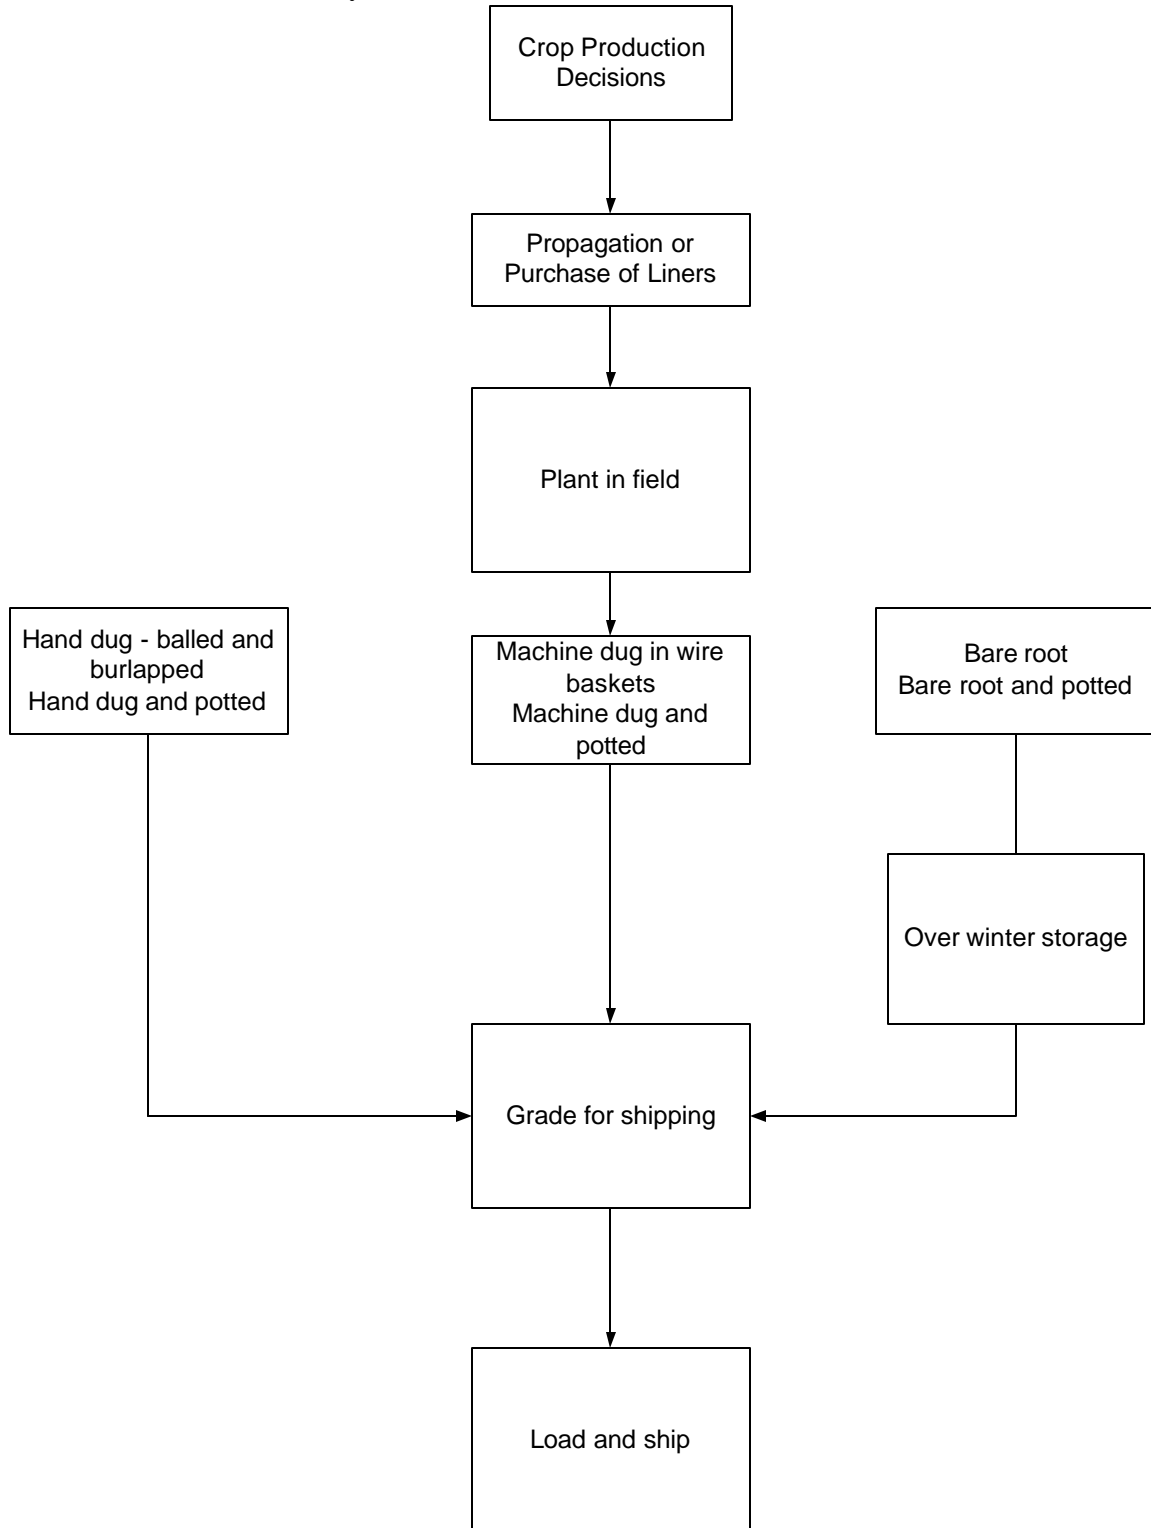 Crop Production
Decisions
Propagation or
Purchase of Liners
Plant in field
Hand dug - balled and
burlapped
Hand dug and potted
Machine dug in wire
baskets
Machine dug and
potted
Bare root
Bare root and potted
Over winter storage
Grade for shipping
Load and ship